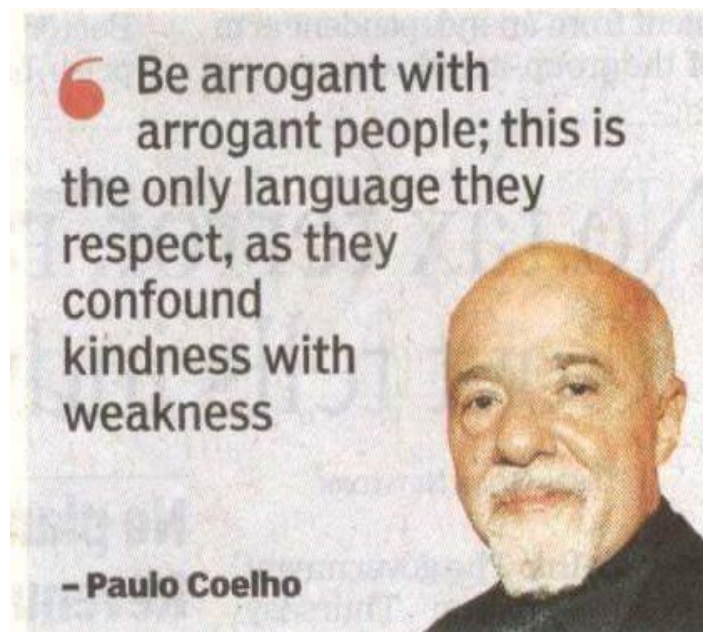 ‘ Be arrogant with
arrogant people; this is
the only language they
respect, as they
confound
kindness with
weakness
– Paulo Coelho